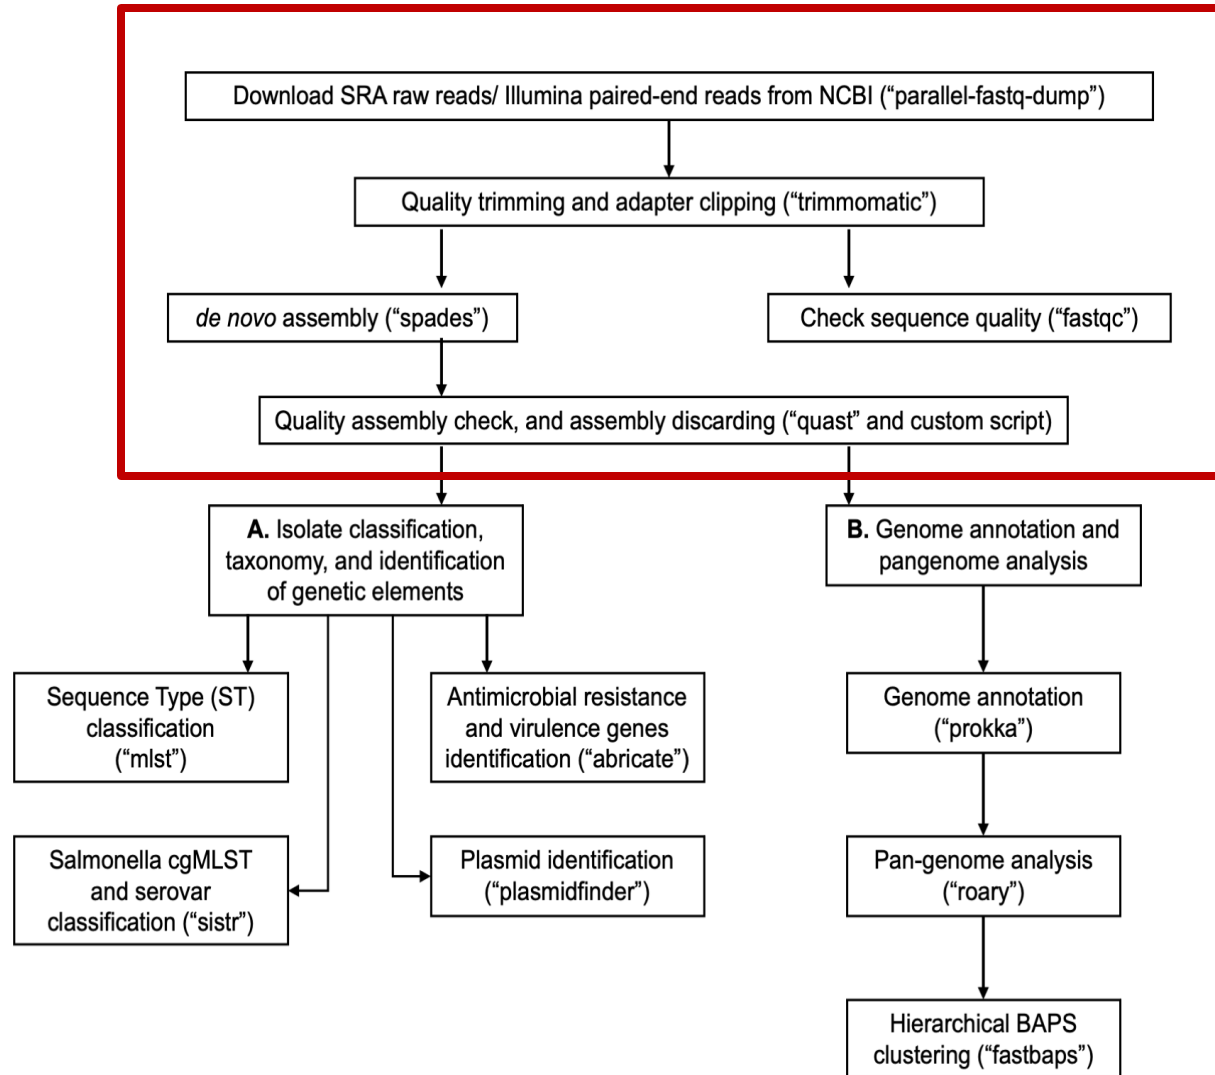 Download SRA raw reads/ Illumina paired-end reads from NCBI (“parallel-fastq-dump”)
Quality trimming and adapter clipping (“trimmomatic”)
de novo assembly (“spades”)
Check sequence quality (“fastqc”)
Quality assembly check, and assembly discarding (“quast” and custom script)
A. Isolate classification,
taxonomy, and identification
of genetic elements
B. Genome annotation and
pangenome analysis
Sequence Type (ST)
classification
(“mlst”)
Antimicrobial resistance
and virulence genes
identification (“abricate”)
Genome annotation
(“prokka”)
Salmonella cgMLST
and serovar
classification (“sistr”)
Plasmid identification
(“plasmidfinder”)
Pan-genome analysis
(“roary”)
Hierarchical BAPS
clustering (“fastbaps”)